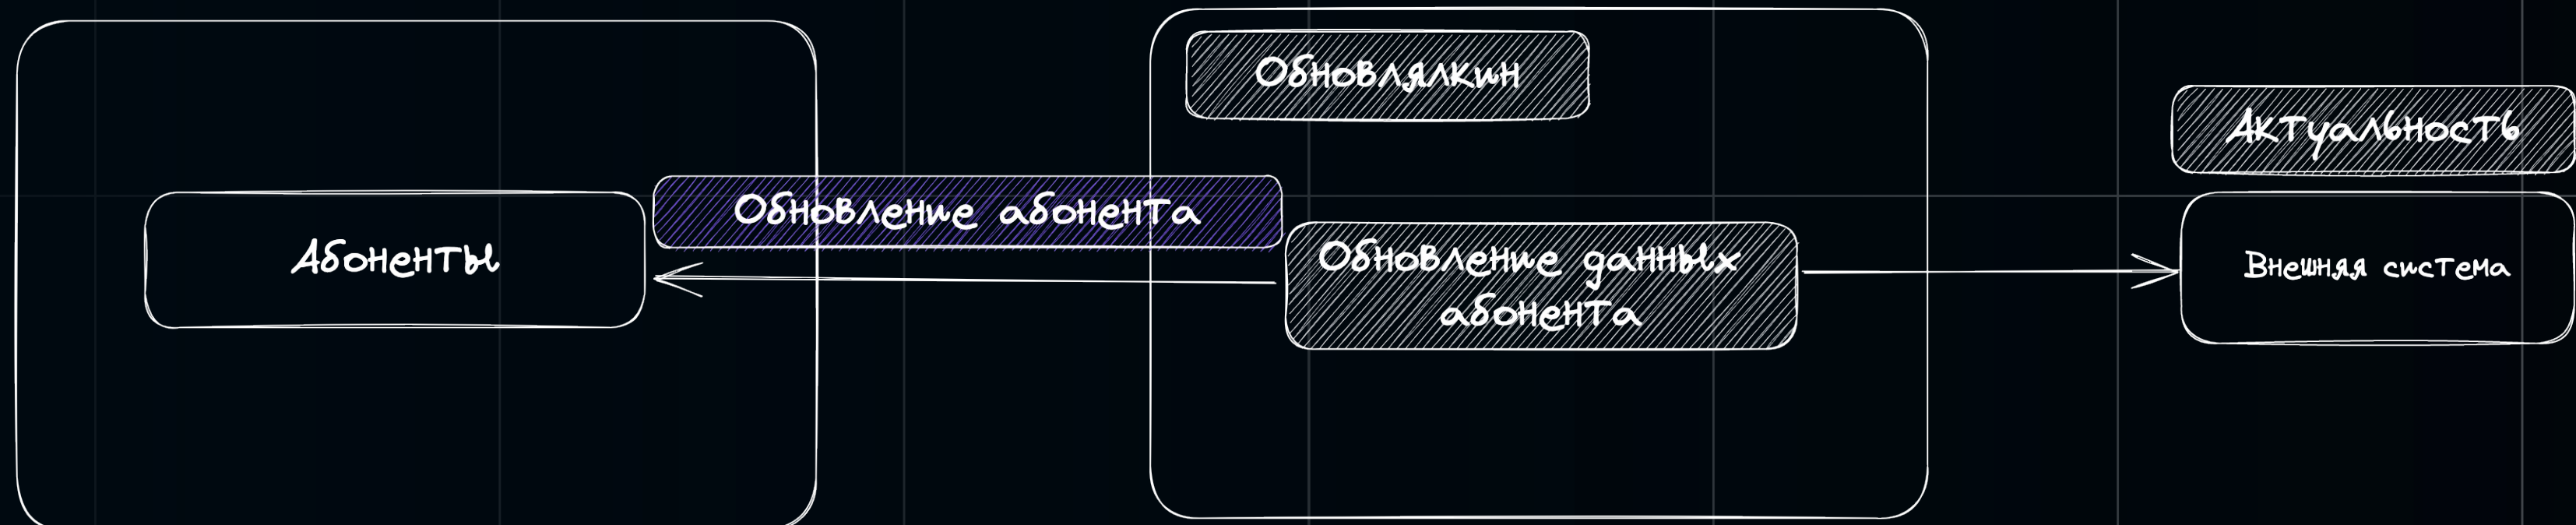 Обновлялкин
Актуальность
Обновление абонента
Абоненты
Обновление данных
абонента
Внешняя система